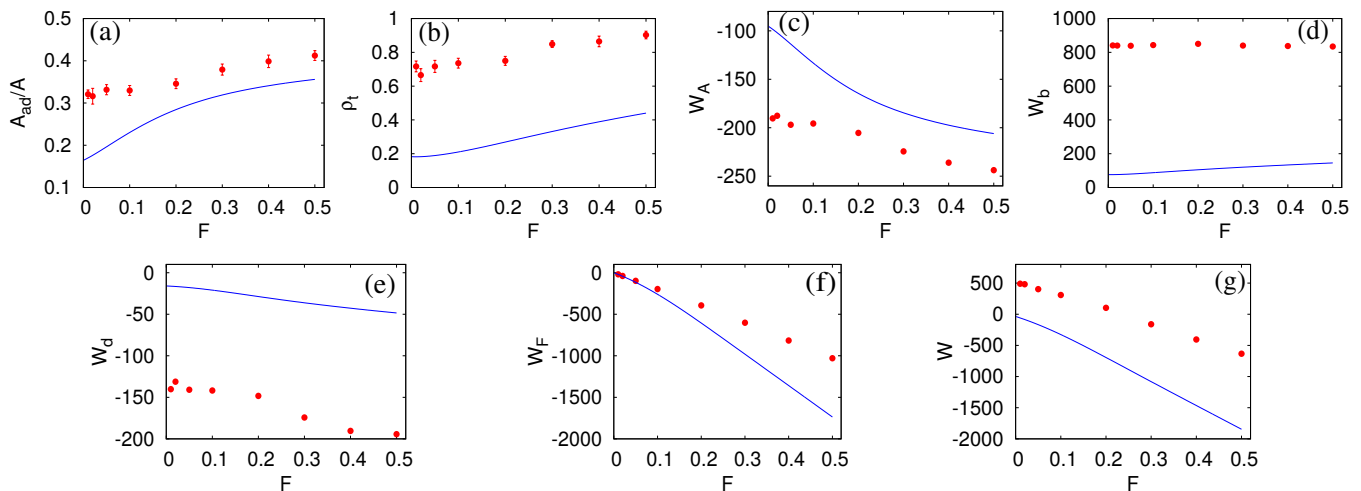 (a)
A_ad/A
0.5
0.4
0.3
0.2
0.1
0 0.1 0.2 0.3 0.4 0.5
F
(b)
ρ_t
1
0.8
0.6
0.4
0.2
0
0 0.1 0.2 0.3 0.4 0.5
F
(c)
W_A
-50
-100
-150
-200
-250
0 0.1 0.2 0.3 0.4 0.5
F
(d)
W_b
1000
800
600
400
200
0
0 0.1 0.2 0.3 0.4 0.5
F
(e)
W_d
0
-50
-100
-150
-200
0 0.1 0.2 0.3 0.4 0.5
F
(f)
W_F
0
-500
-1000
-1500
-2000
0 0.1 0.2 0.3 0.4 0.5
F
(g)
W
500
0
-500
-1000
-1500
-2000
0 0.1 0.2 0.3 0.4 0.5
F